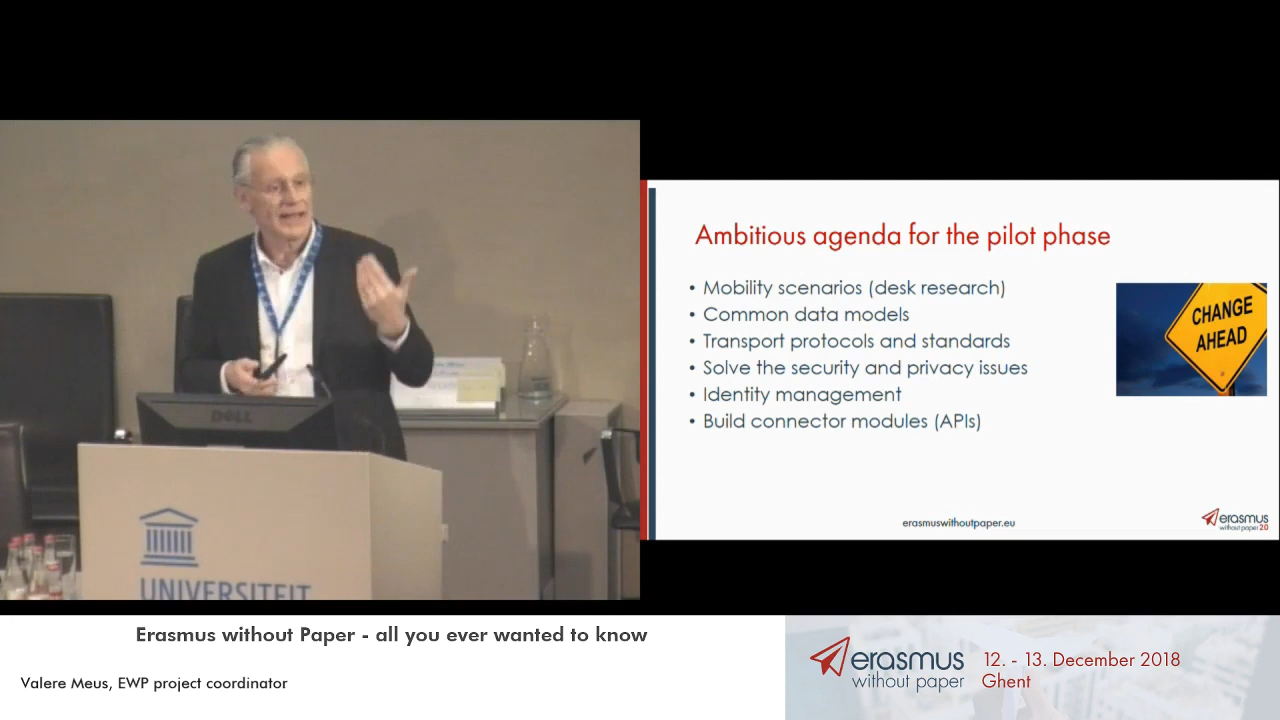 DELL
UNIVERSITEIT
Ambitious agenda for the pilot phase
• Mobility scenarios (desk research)
• Common data models
• Transport protocols and standards
• Solve the security and privacy issues
• Identity management
• Build connector modules (APIs)
CHANGE
AHEAD
erasmuswithoutpaper.eu
erasmus
without paper 2.0
Erasmus without Paper - all you ever wanted to know
Valere Meus, EWP project coordinator
erasmus
without paper
12. - 13. December 2018
Ghent